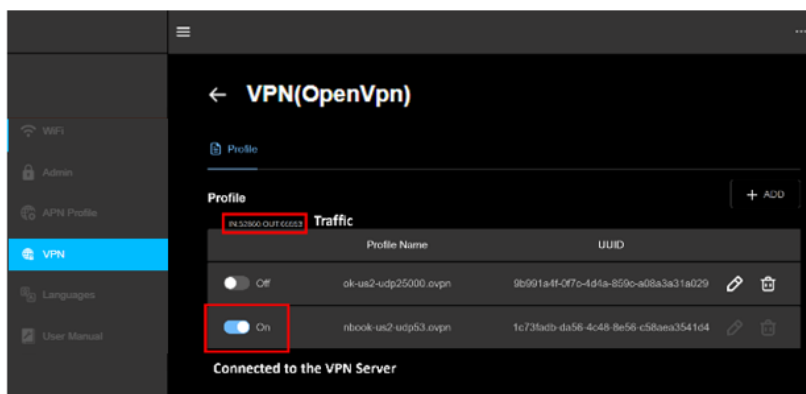 VPN(OpenVpn)
WiFi
Profile
Admin
+ ADD
Profile
APN Profile
Traffic
Profile Name UUID
VPN
Off ok-us2-udp25000.ovpn 9b991a4f-0f7c-4d4a-859c-a08a3a31a029
Languages
On nbook-us2-udp53.ovpn 1c73fadb-da56-4c48-8e56-c58aea3541d4
User Manual
Connected to the VPN Server